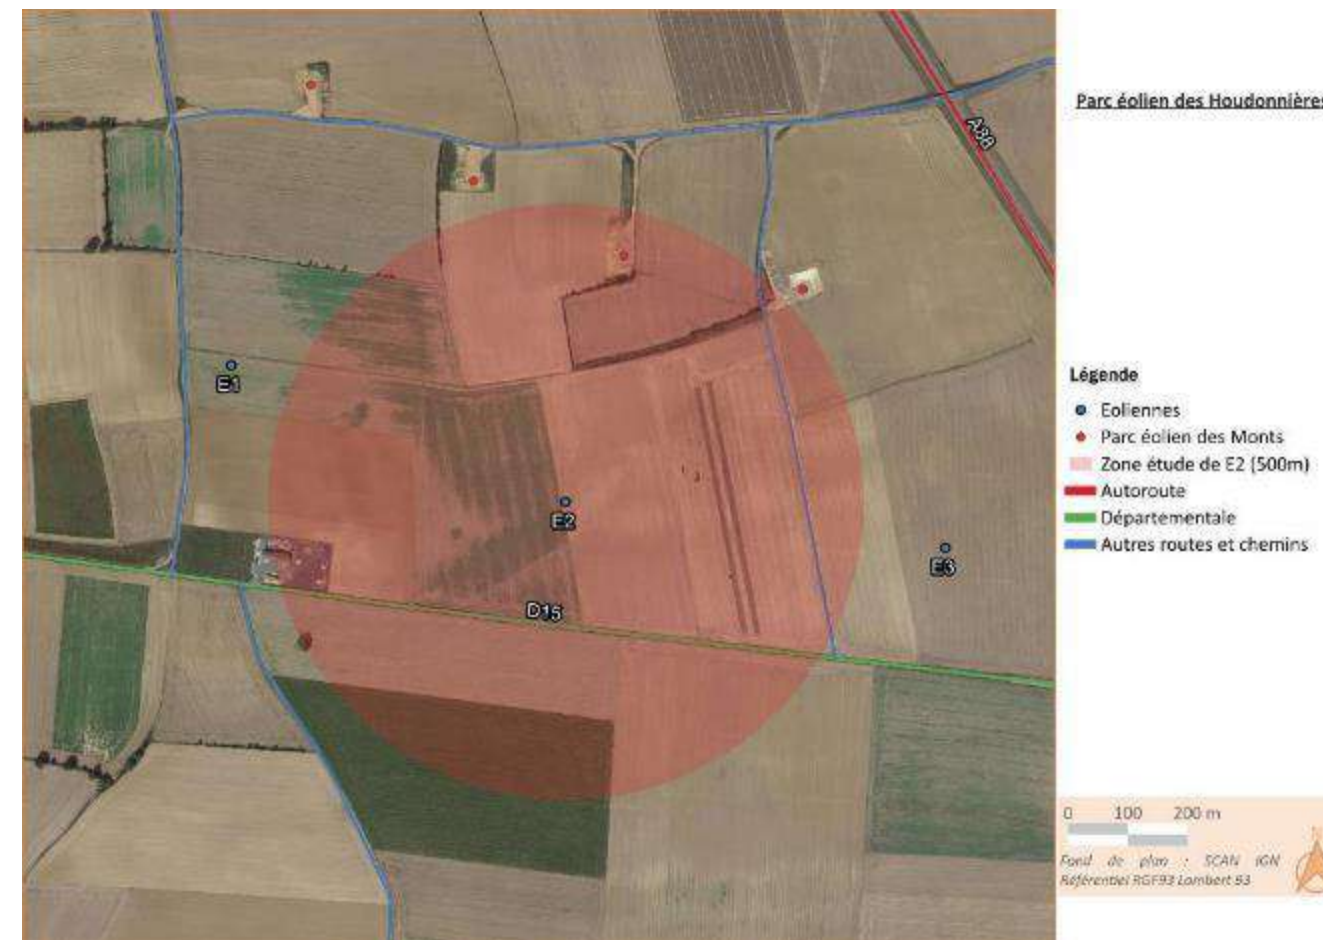 Parc éolien des Houdonnières
A88
E1
E2
E3
D15
Légende
Eoliennes
Parc éolien des Monts
Zone étude de E2 (500m)
Autoroute
Départementale
Autres routes et chemins
0 100 200 m
Fond de plan : SCAN IGN
Référentiel RGF93 Lambert 93